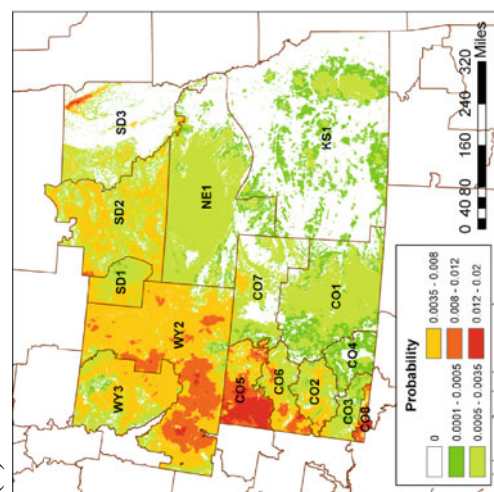 SD3
SD2
SD1
WY3
WY2
NE1
KS1
CO7
CO5
CO6
CO1
CO2
CO4
CO3
CO8
Probability
0
0.0001 - 0.0005
0.0005 - 0.0035
0.0035 - 0.008
0.008 - 0.012
0.012 - 0.02
0 40 80 160 240 320
Miles